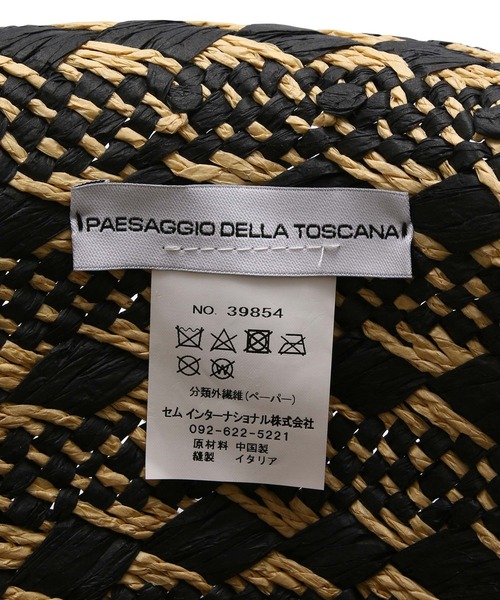 PAESAGGIO DELLA TOSCANA
NO. 39854
分類外繊維(ペーパー)
セム インターナショナル株式会社
092-622-5221
原材料 中国製
縫製 イタリア